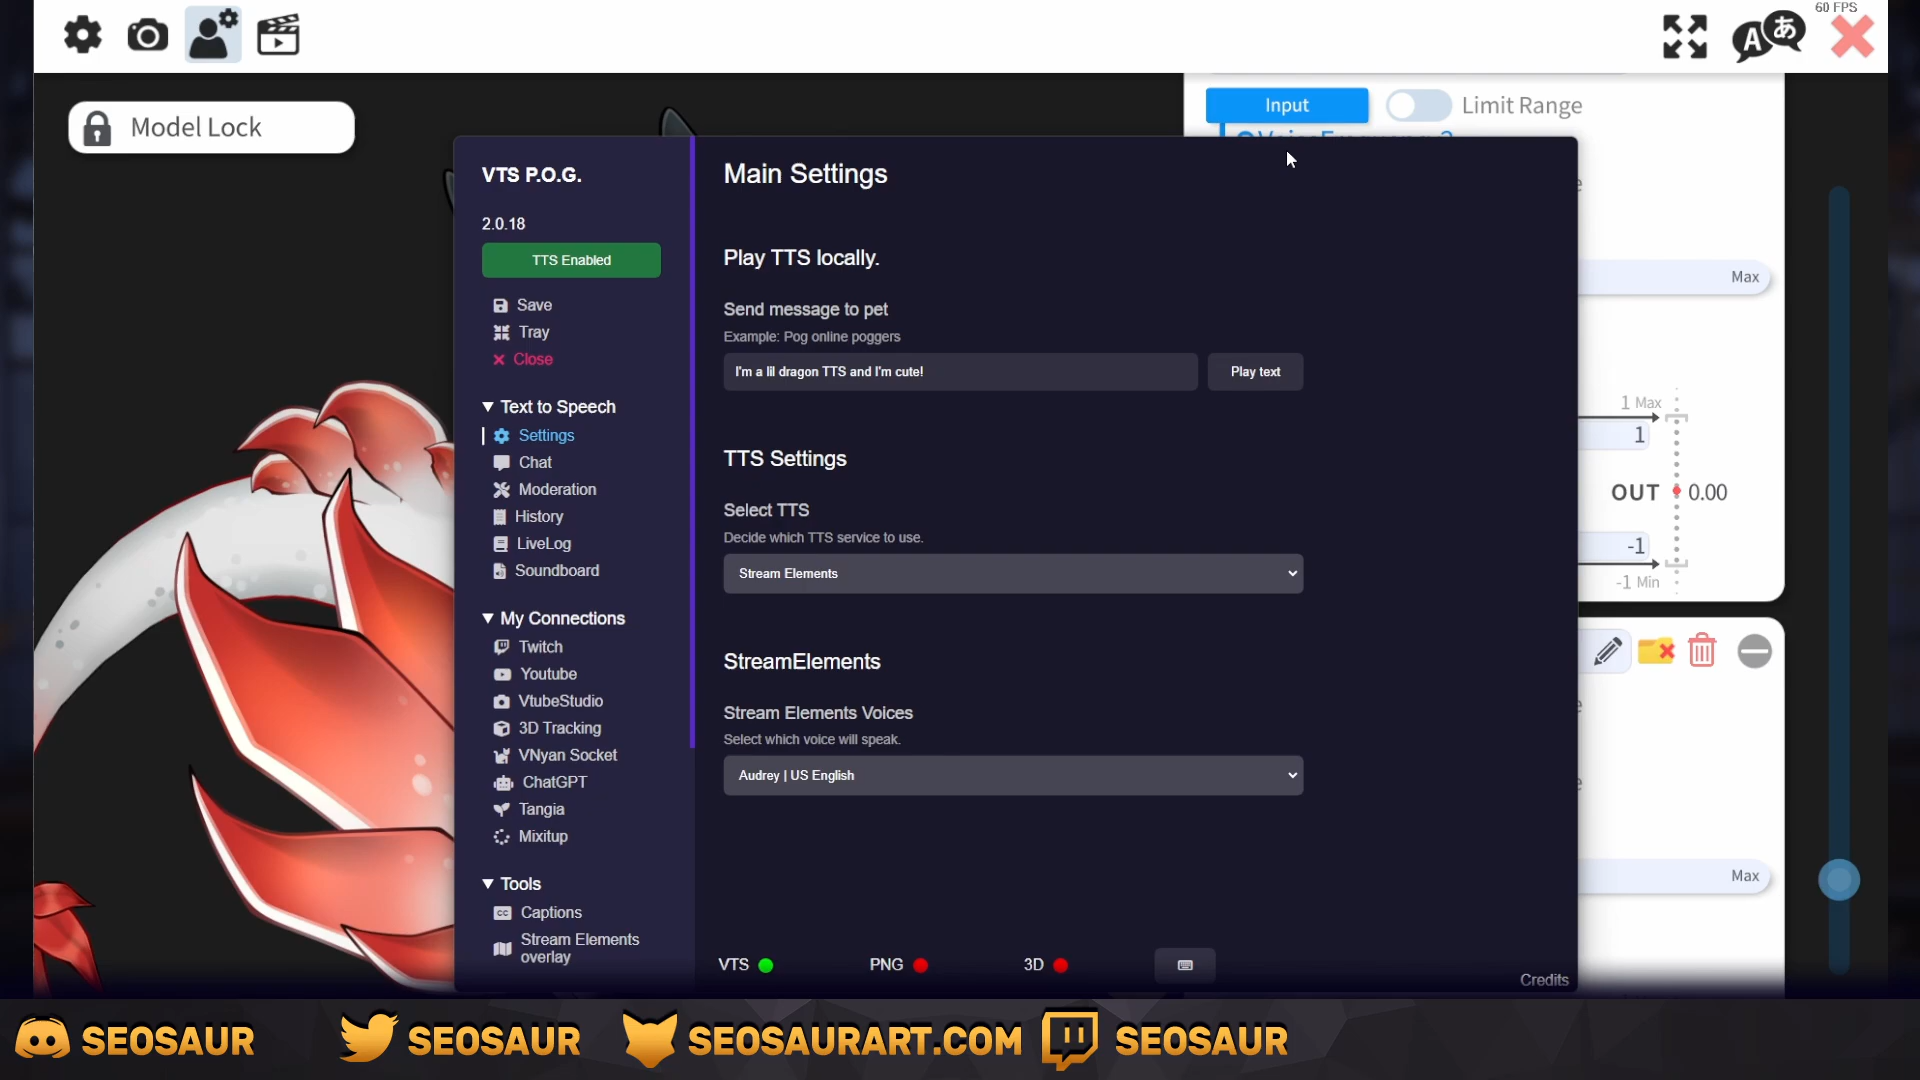 60 FPS
Model Lock
Input
Limit Range
VTS P.O.G.
2.0.18
TTS Enabled
Save
Tray
Close
Text to Speech
Settings
Chat
Moderation
History
LiveLog
Soundboard
My Connections
Twitch
Youtube
VtubeStudio
3D Tracking
VNyan Socket
ChatGPT
Tangia
Mixitup
Tools
Captions
Stream Elements
overlay
Main Settings
Play TTS locally.
Send message to pet
Example: Pog online poggers
I'm a lil dragon TTS and I'm cute!
Play text
TTS Settings
Select TTS
Decide which TTS service to use.
Stream Elements
StreamElements
Stream Elements Voices
Select which voice will speak.
Audrey | US English
VTS
PNG
3D
Credits
Max
1 Max
1
OUT 0.00
-1
-1 Min
Max
SEOSAUR
SEOSAUR
SEOSAURART.COM
SEOSAUR